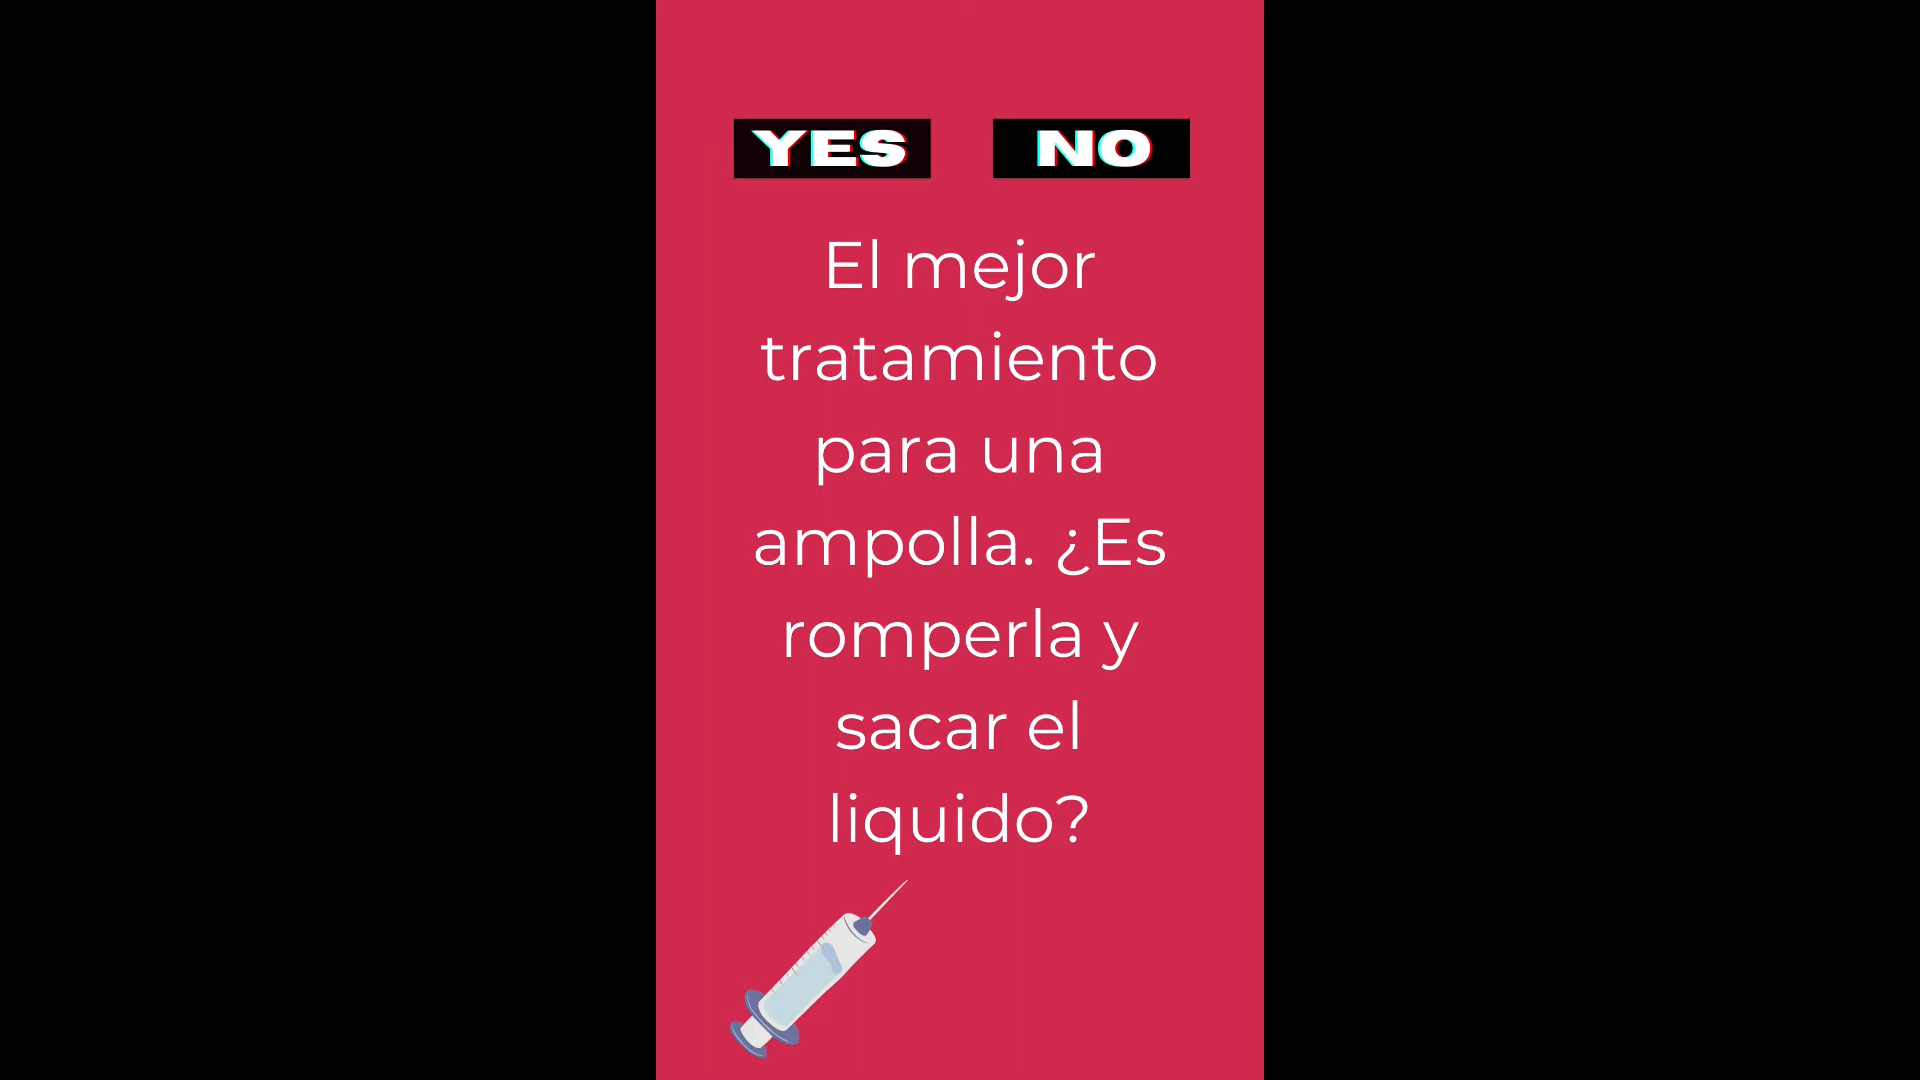 YES NO
El mejor
tratamiento
para una
ampolla. ¿Es
romperla y
sacar el
liquido?